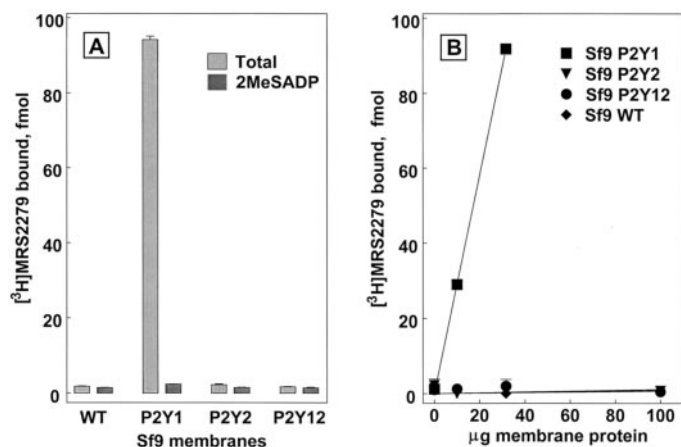 A
Total
2MeSADP
[³H]MRS2279 bound, fmol
100
80
60
40
20
0
WT P2Y1 P2Y2 P2Y12
Sf9 membranes
B
Sf9 P2Y1
Sf9 P2Y2
Sf9 P2Y12
Sf9 WT
[³H]MRS2279 bound, fmol
100
80
60
40
20
0
0 20 40 60 80 100
μg membrane protein